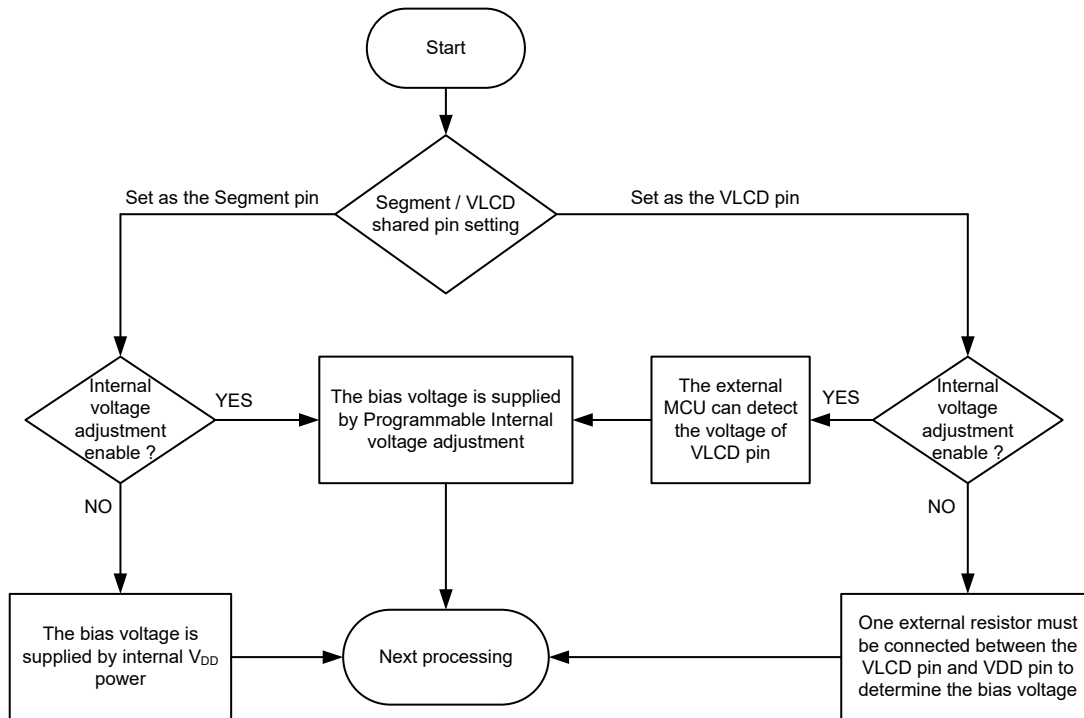 Start
Set as the Segment pin
Segment / VLCD
shared pin setting
Set as the VLCD pin
Internal
voltage
adjustment
enable ?
YES
NO
The bias voltage is supplied
by Programmable Internal
voltage adjustment
The external
MCU can detect
the voltage of
VLCD pin
YES
Internal
voltage
adjustment
enable ?
NO
The bias voltage is
supplied by internal VDD
power
Next processing
One external resistor must
be connected between the
VLCD pin and VDD pin to
determine the bias voltage